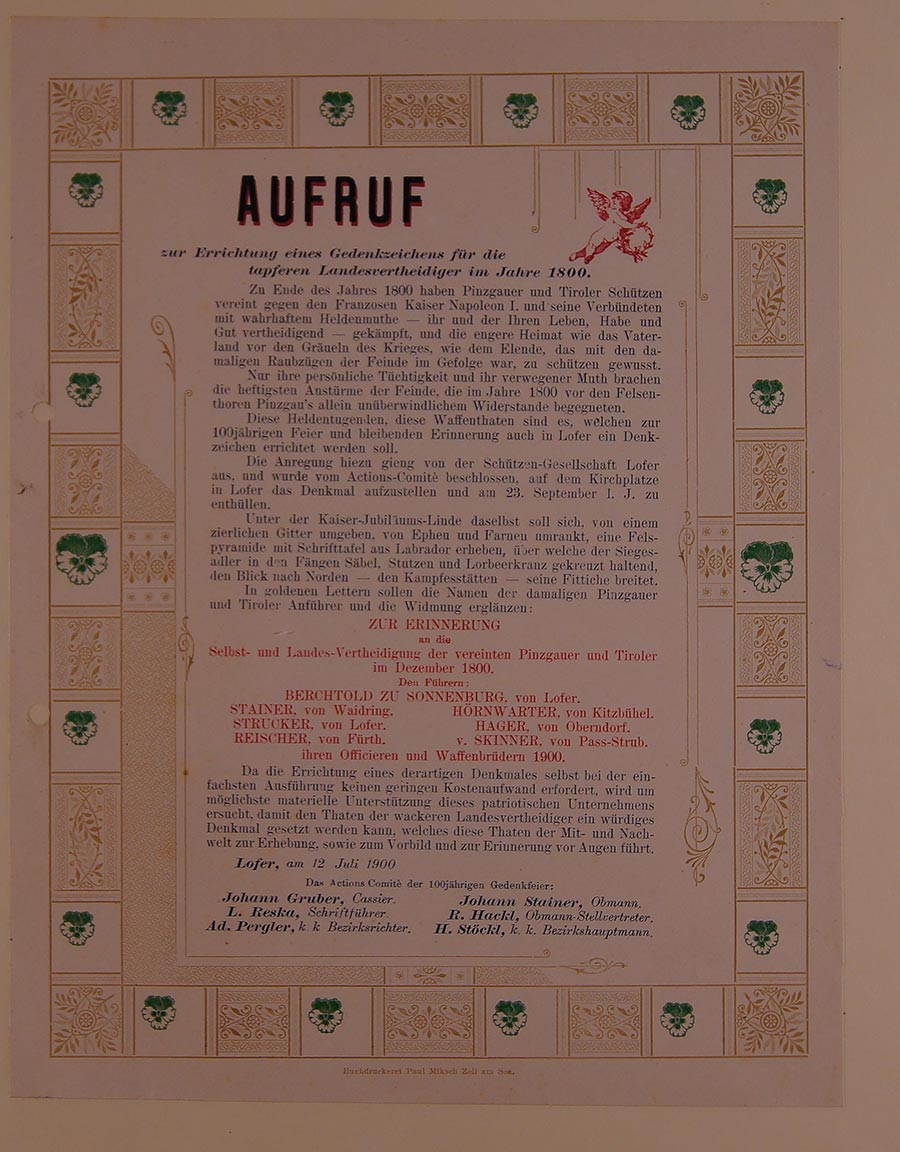 AUFRUF
zur Errichtung eines Gedenkzeichens für die
tapferen Landesvertheidiger im Jahre 1800.
Zu Ende des Jahres 1800 haben Pinzgauer und Tiroler Schützen
vereint gegen den Franzosen Kaiser Napoleon I. und seine Verbündeten
mit wahrhaftem Heldenmuthe — ihr und der Ihren Leben, Habe und
Gut vertheidigend — gekämpft, und die engere Heimat wie das Vater-
land vor den Gräueln des Krieges, wie dem Elende, das mit den da-
maligen Raubzügen der Feinde im Gefolge war, zu schützen gewusst.
Nur ihre persönliche Tüchtigkeit und ihr verwegener Muth brachen
die heftigsten Anstürme der Feinde, die im Jahre 1800 vor den Felsen-
thoren Pinzgau's allein unüberwindlichem Widerstande begegneten.
Diese Heldentugenden, diese Waffenthaten sind es, welchen zur
100jährigen Feier und bleibenden Erinnerung auch in Lofer ein Denk-
zeichen errichtet werden soll.
Die Anregung hiezu gieng von der Schützen-Gesellschaft Lofer
aus, und wurde vom Actions-Comitè beschlossen, auf dem Kirchplatze
in Lofer das Denkmal aufzustellen und am 23. September l. J. zu
enthüllen.
Unter der Kaiser-Jubiläums-Linde daselbst soll sich, von einem
zierlichen Gitter umgeben, von Epheu und Farnen umrankt, eine Fels-
pyramide mit Schrifttafel aus Labrador erheben, über welche der Sieges-
adler in den Fängen Säbel, Stutzen und Lorbeerkranz gekreuzt haltend,
den Blick nach Norden — den Kampfesstätten — seine Fittiche breitet.
In goldenen Lettern sollen die Namen der damaligen Pinzgauer
und Tiroler Anführer und die Widmung erglänzen:
ZUR ERINNERUNG
an die
Selbst- und Landes-Vertheidigung der vereinten Pinzgauer und Tiroler
im Dezember 1800.
Den Führern:
BERCHTOLD ZU SONNENBURG, von Lofer.
STAINER, von Waidring. HÖRNWARTER, von Kitzbühel.
STRUCKER, von Lofer. HAGER, von Oberndorf.
REISCHER, von Fürth. v. SKINNER, von Pass-Strub.
ihren Officieren und Waffenbrüdern 1900.
Da die Errichtung eines derartigen Denkmales selbst bei der ein-
fachsten Ausführung keinen geringen Kostenaufwand erfordert, wird um
möglichste materielle Unterstützung dieses patriotischen Unternehmens
ersucht, damit den Thaten der wackeren Landesvertheidiger ein würdiges
Denkmal gesetzt werden kann, welches diese Thaten der Mit- und Nach-
welt zur Erhebung, sowie zum Vorbild und zur Erinnerung vor Augen führt.
Lofer, am 12 Juli 1900
Das Actions Comitè der 100jährigen Gedenkfeier:
Johann Gruber, Cassier. Johann Stainer, Obmann.
L. Reska, Schriftführer. R. Hackl, Obmann-Stellvertreter.
Ad. Pergler, k k Bezirksrichter. H. Stöckl, k. k. Bezirkshauptmann.
Buchdruckerei Paul Miksch Zell am See.